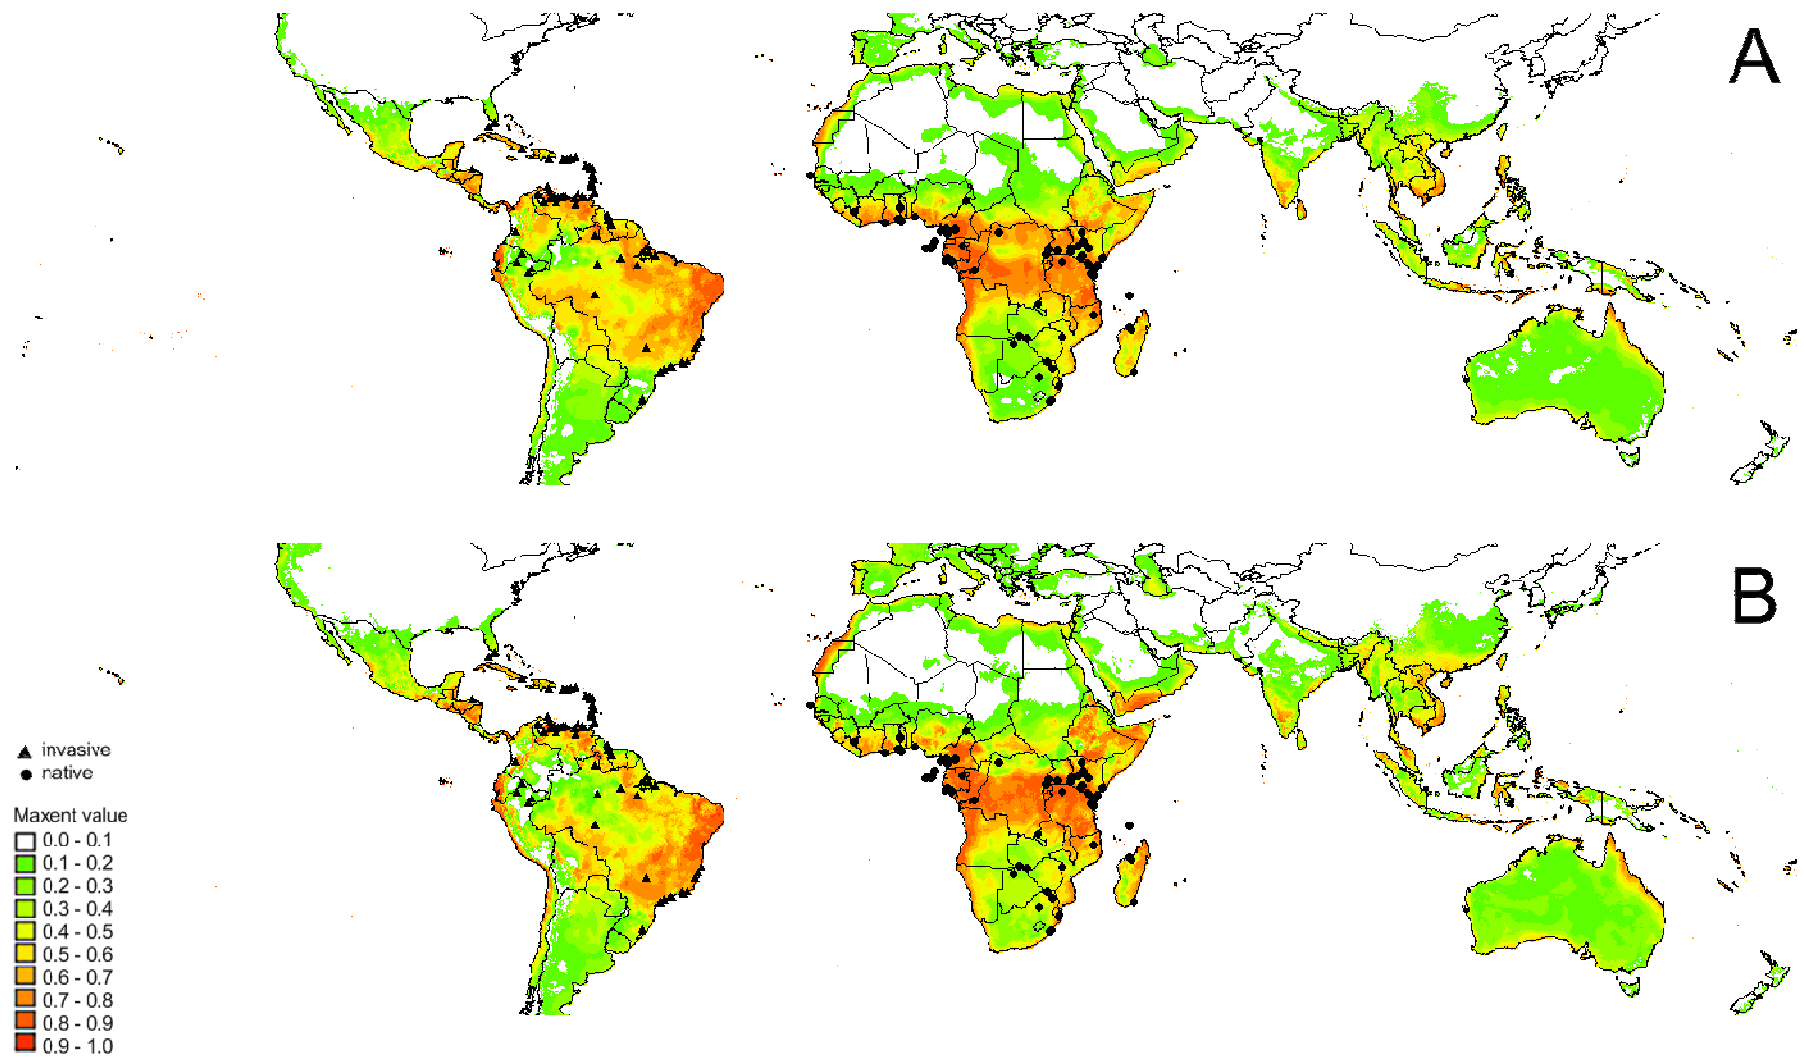 A
B
invasive
native
Maxent value
0.0 - 0.1
0.1 - 0.2
0.2 - 0.3
0.3 - 0.4
0.4 - 0.5
0.5 - 0.6
0.6 - 0.7
0.7 - 0.8
0.8 - 0.9
0.9 - 1.0